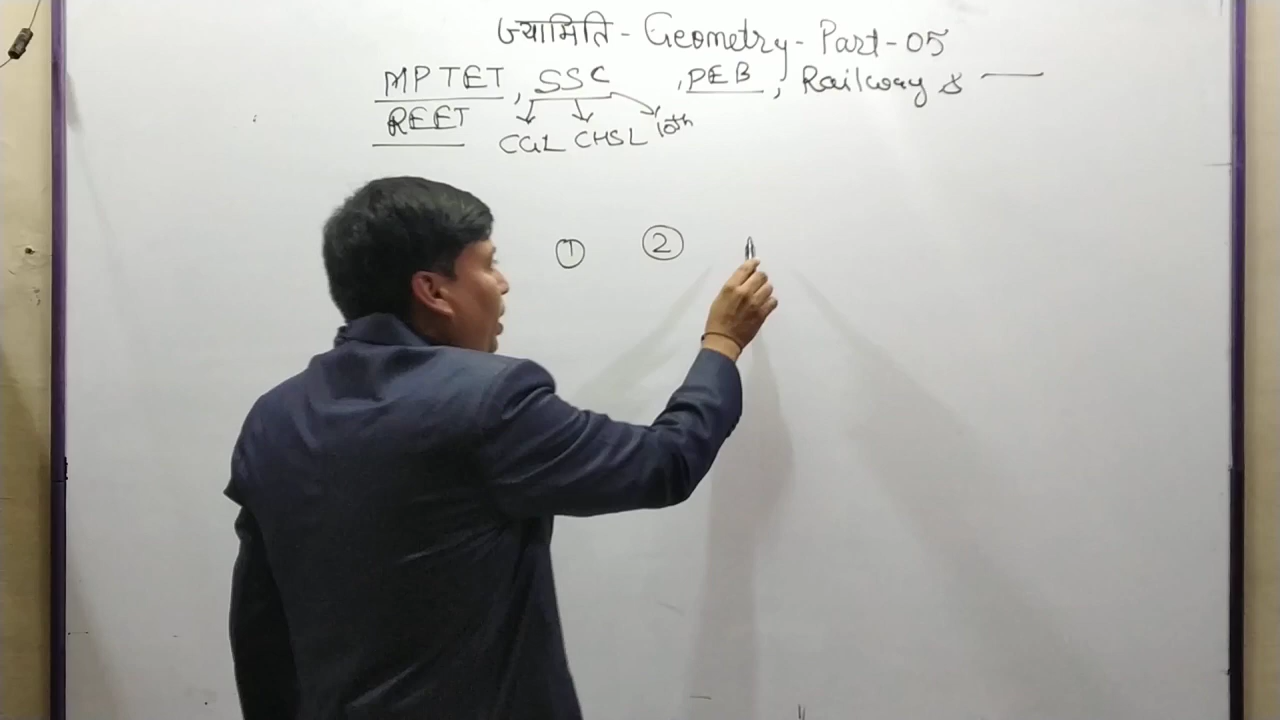 ज्यामिति - Geometry - Part - 05
MPTET, SSC, PEB, Railway & —
REET
CGL CHSL 10th
① ②